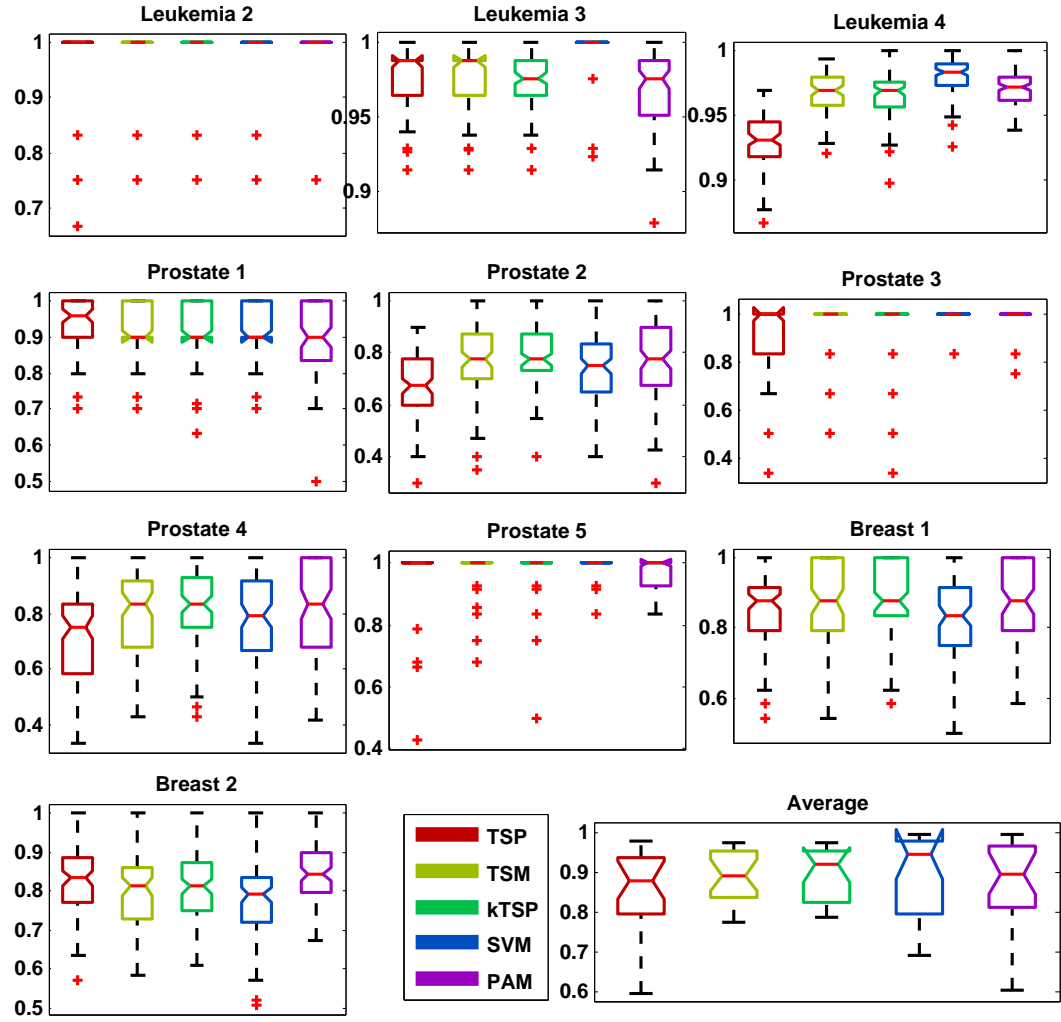 Leukemia 2
1
0.9
0.8
0.7
Leukemia 3
1
0.95
0.9
Leukemia 4
1
0.95
0.9
Prostate 1
1
0.9
0.8
0.7
0.6
0.5
Prostate 2
1
0.8
0.6
0.4
Prostate 3
1
0.8
0.6
0.4
Prostate 4
1
0.8
0.6
0.4
Prostate 5
1
0.8
0.6
0.4
Breast 1
1
0.8
0.6
Breast 2
1
0.9
0.8
0.7
0.6
0.5
TSP
TSM
kTSP
SVM
PAM
Average
1
0.9
0.8
0.7
0.6